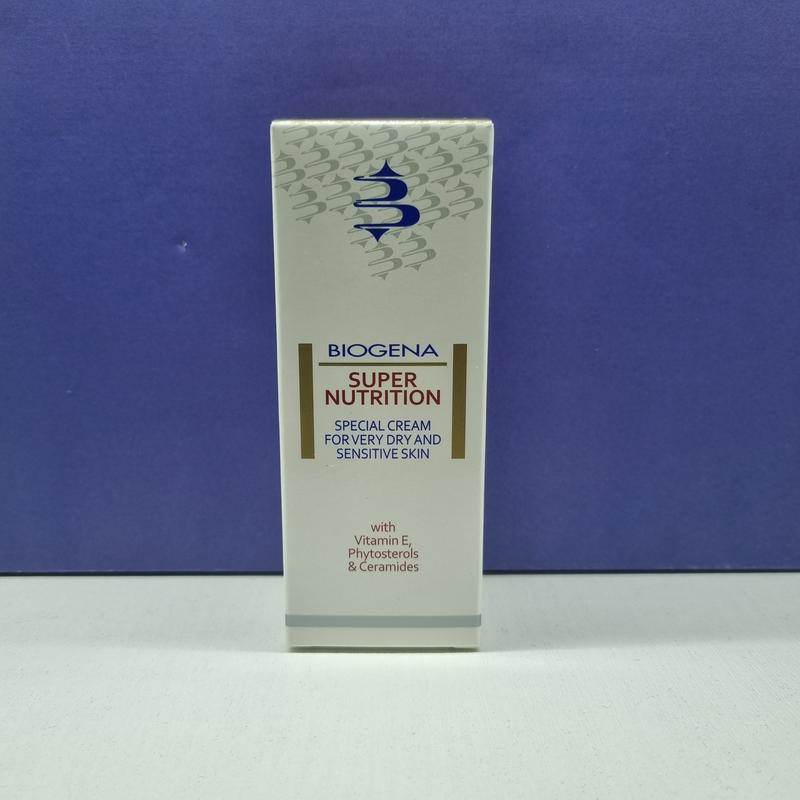 BIOGENA
SUPER
NUTRITION
SPECIAL CREAM
FOR VERY DRY AND
SENSITIVE SKIN
with
Vitamin E,
Phytosterols
& Ceramides